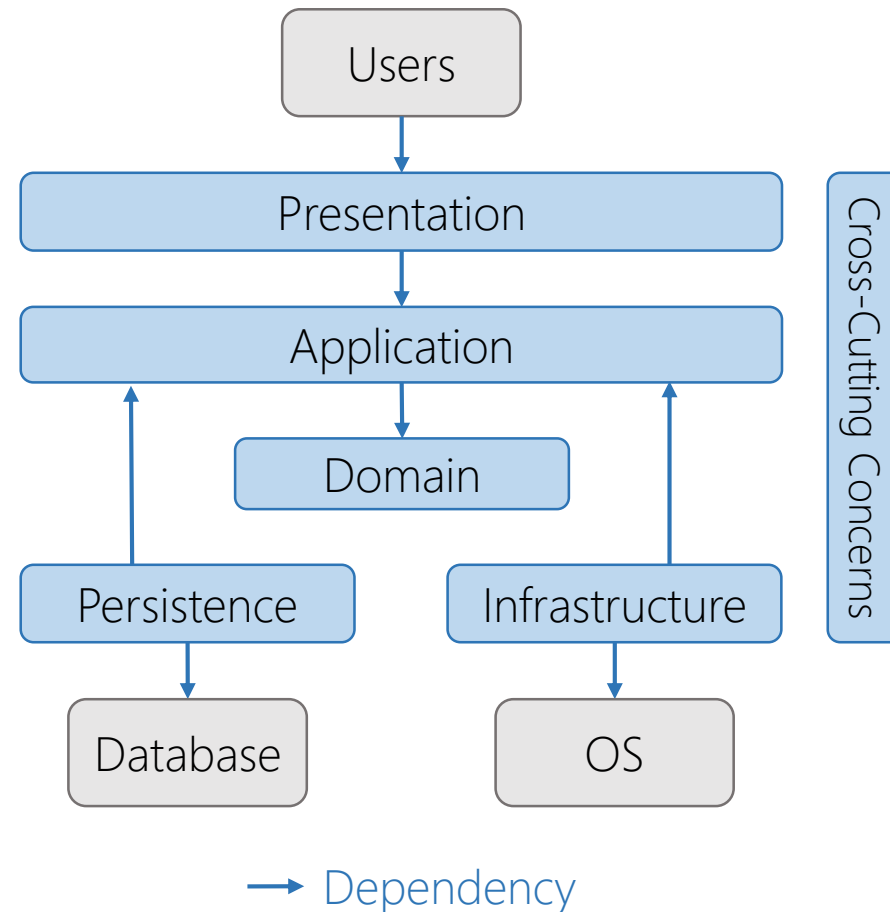 Users
Presentation
Application
Domain
Persistence
Infrastructure
Database
OS
Cross-Cutting Concerns
Dependency